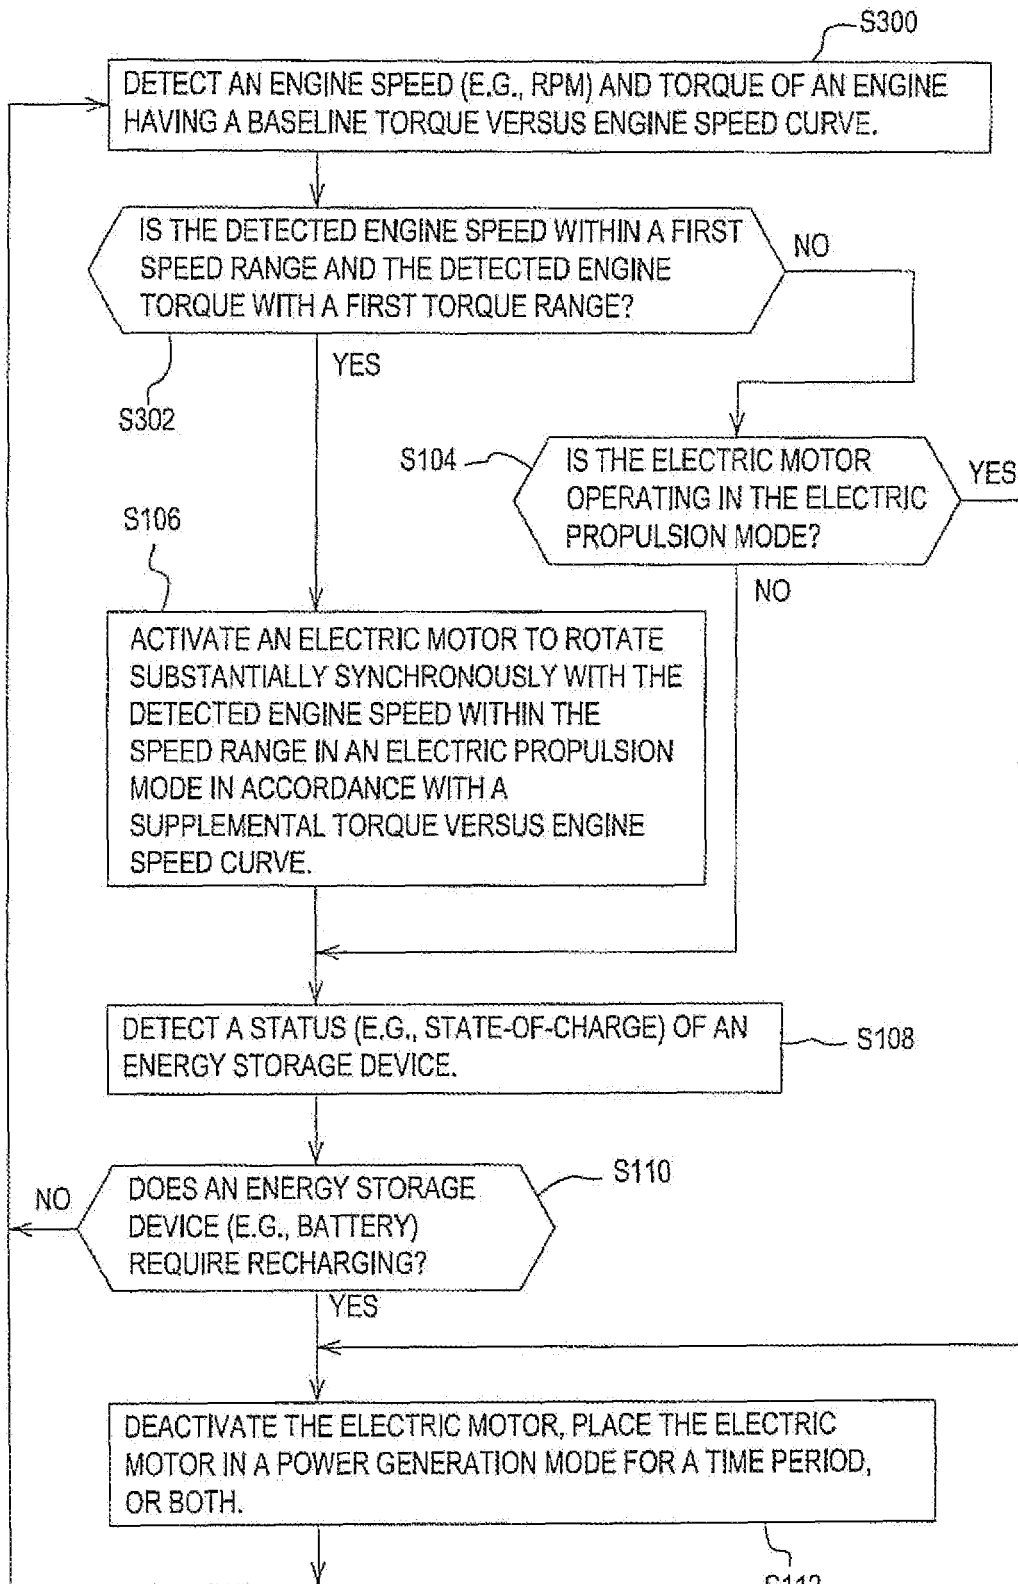 S300
DETECT AN ENGINE SPEED (E.G., RPM) AND TORQUE OF AN ENGINE
HAVING A BASELINE TORQUE VERSUS ENGINE SPEED CURVE.
IS THE DETECTED ENGINE SPEED WITHIN A FIRST
SPEED RANGE AND THE DETECTED ENGINE
TORQUE WITH A FIRST TORQUE RANGE?
NO
YES
S302
S104
IS THE ELECTRIC MOTOR
OPERATING IN THE ELECTRIC
PROPULSION MODE?
YES
NO
S106
ACTIVATE AN ELECTRIC MOTOR TO ROTATE
SUBSTANTIALLY SYNCHRONOUSLY WITH THE
DETECTED ENGINE SPEED WITHIN THE
SPEED RANGE IN AN ELECTRIC PROPULSION
MODE IN ACCORDANCE WITH A
SUPPLEMENTAL TORQUE VERSUS ENGINE
SPEED CURVE.
DETECT A STATUS (E.G., STATE-OF-CHARGE) OF AN
ENERGY STORAGE DEVICE.
S108
S110
NO
DOES AN ENERGY STORAGE
DEVICE (E.G., BATTERY)
REQUIRE RECHARGING?
YES
DEACTIVATE THE ELECTRIC MOTOR, PLACE THE ELECTRIC
MOTOR IN A POWER GENERATION MODE FOR A TIME PERIOD,
OR BOTH.